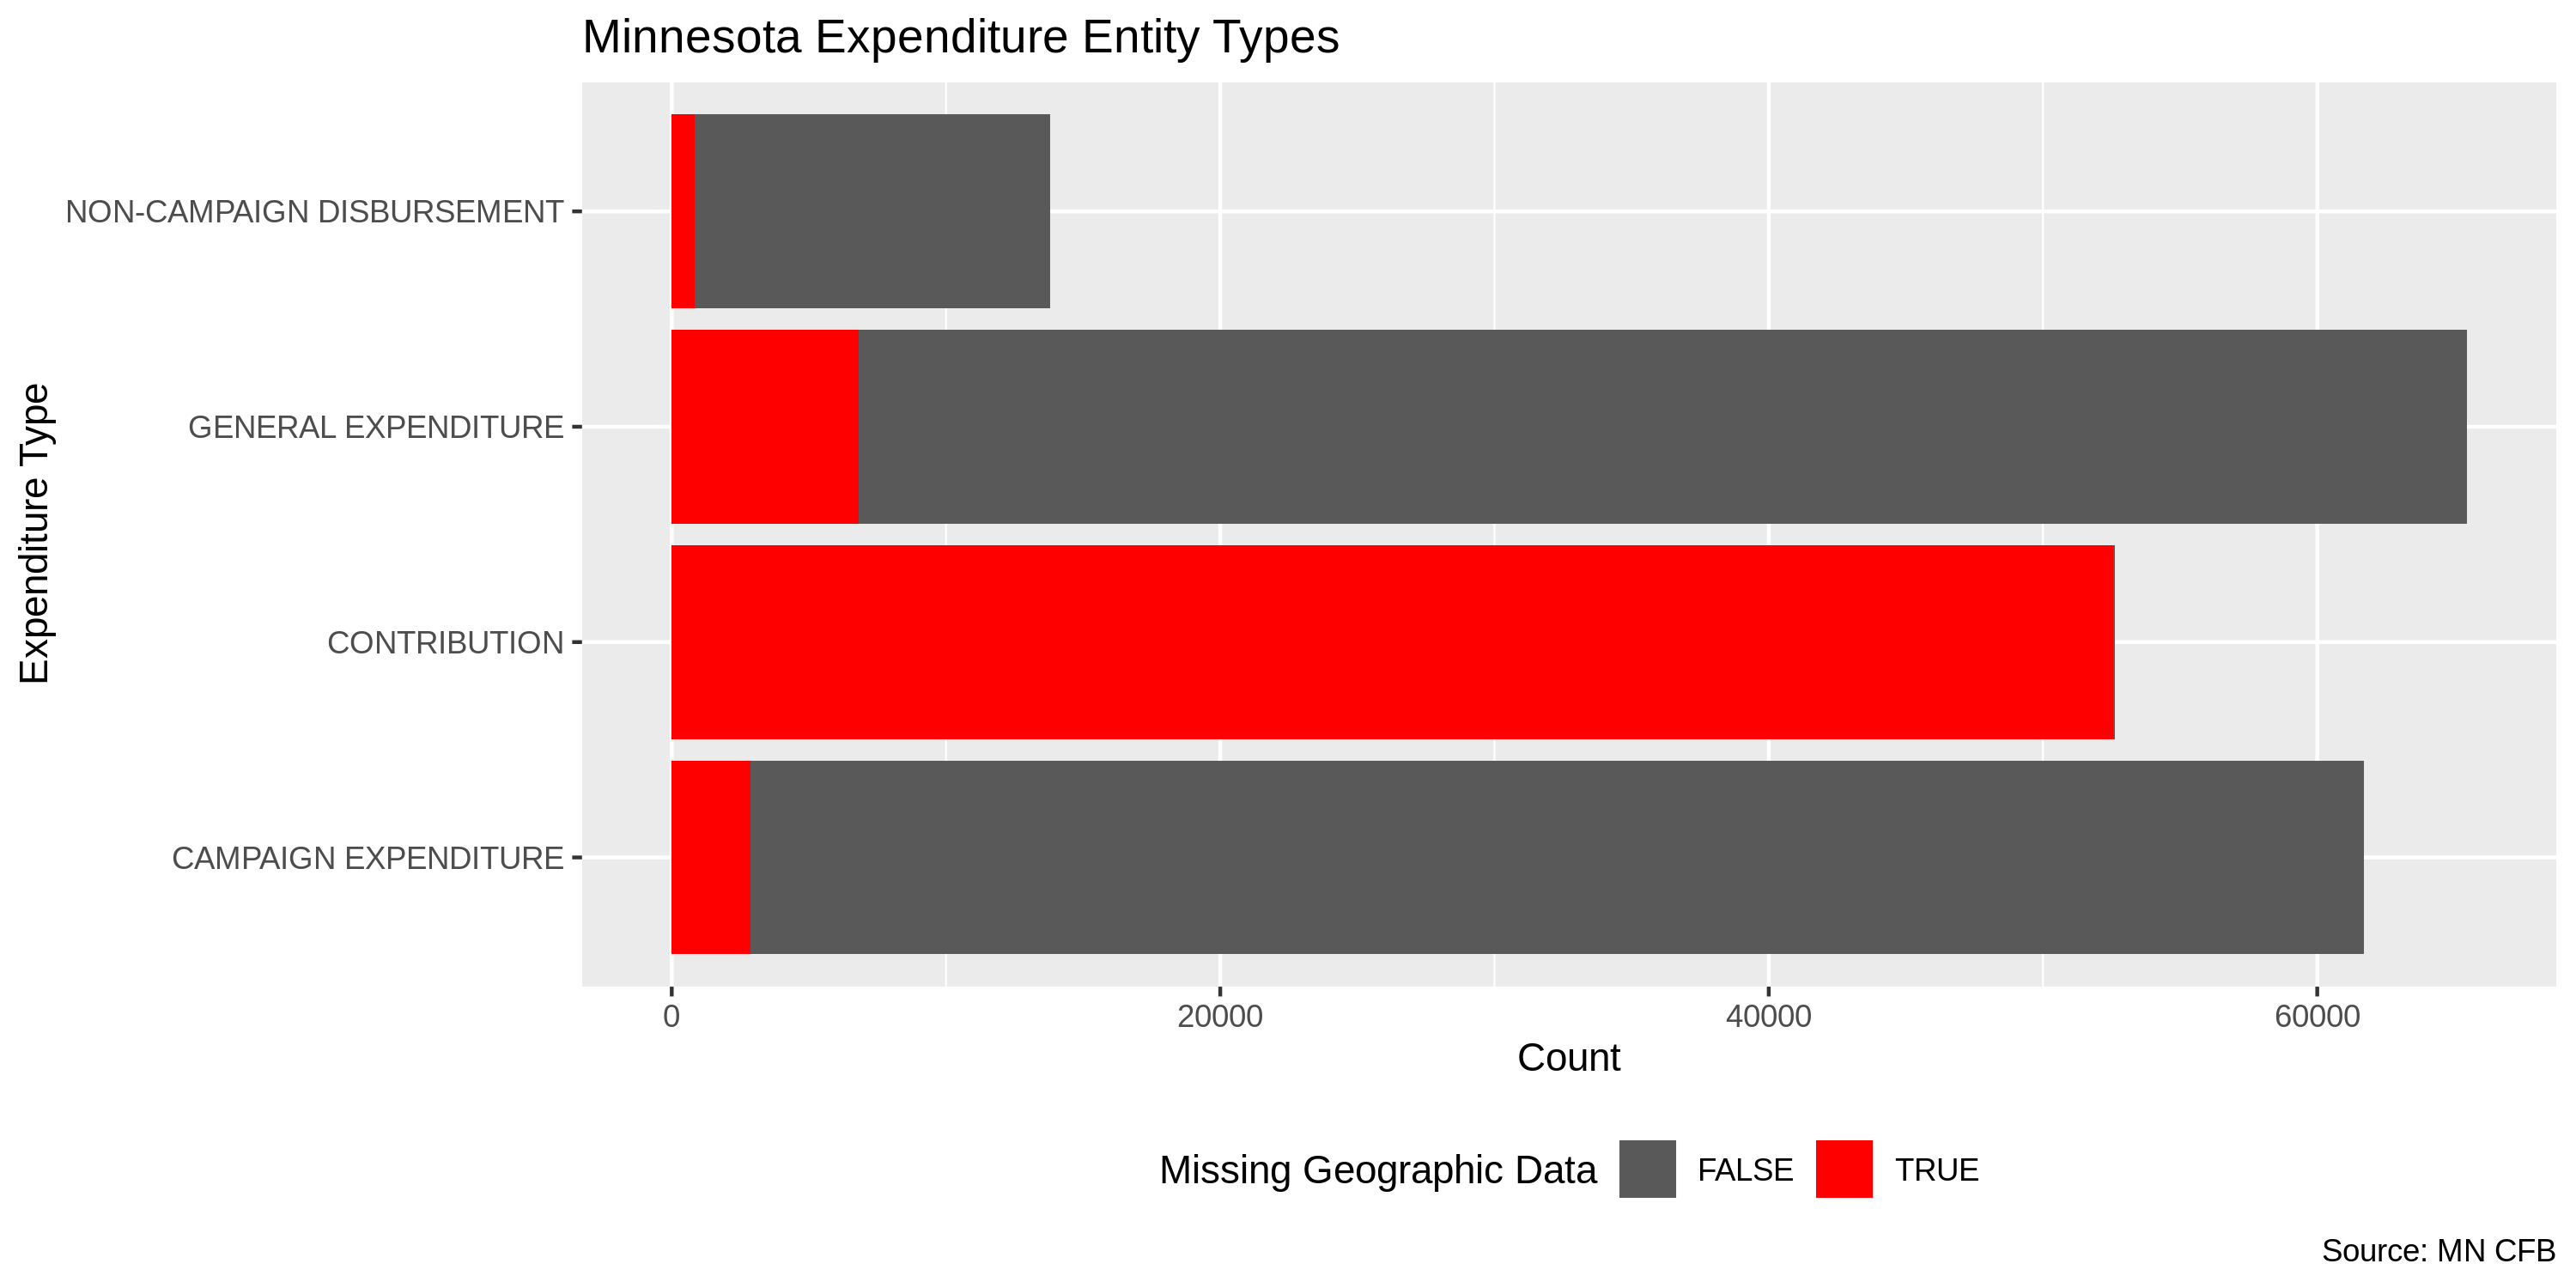 Minnesota Expenditure Entity Types
Expenditure Type
NON-CAMPAIGN DISBURSEMENT
GENERAL EXPENDITURE
CONTRIBUTION
CAMPAIGN EXPENDITURE
0 20000 40000 60000
Count
Missing Geographic Data FALSE TRUE
Source: MN CFB